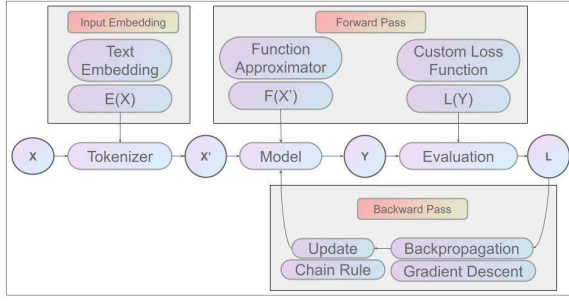 Input Embedding
Text
Embedding
E(X)
Forward Pass
Function
Approximator
F(X')
Custom Loss
Function
L(Y)
X
Tokenizer
X'
Model
Y
Evaluation
L
Backward Pass
Update
Backpropagation
Chain Rule
Gradient Descent